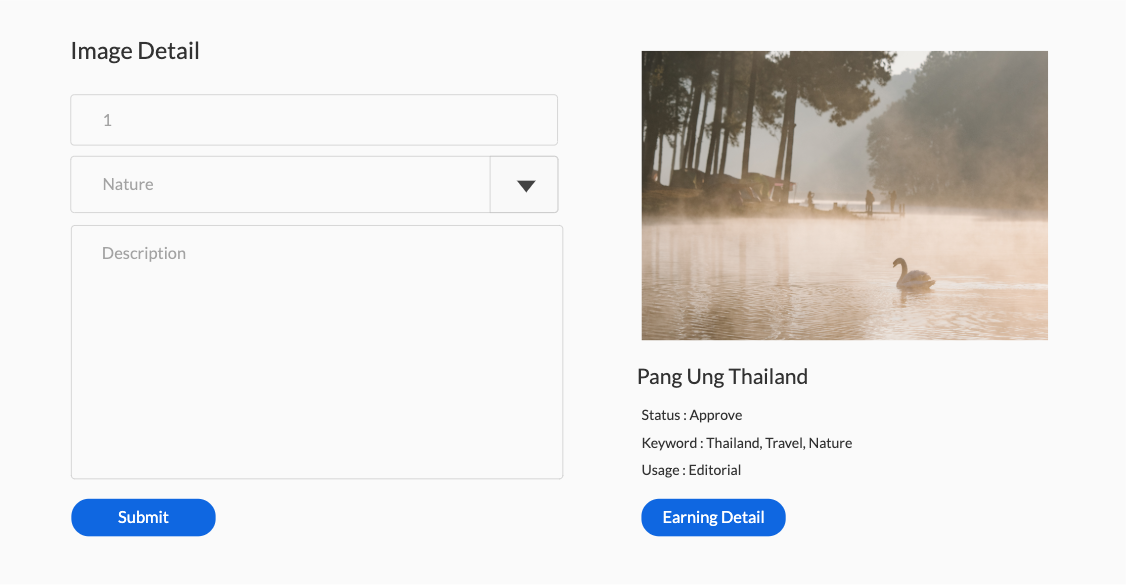 Image Detail
1
Nature
Description
Submit
Pang Ung Thailand
Status : Approve
Keyword : Thailand, Travel, Nature
Usage : Editorial
Earning Detail